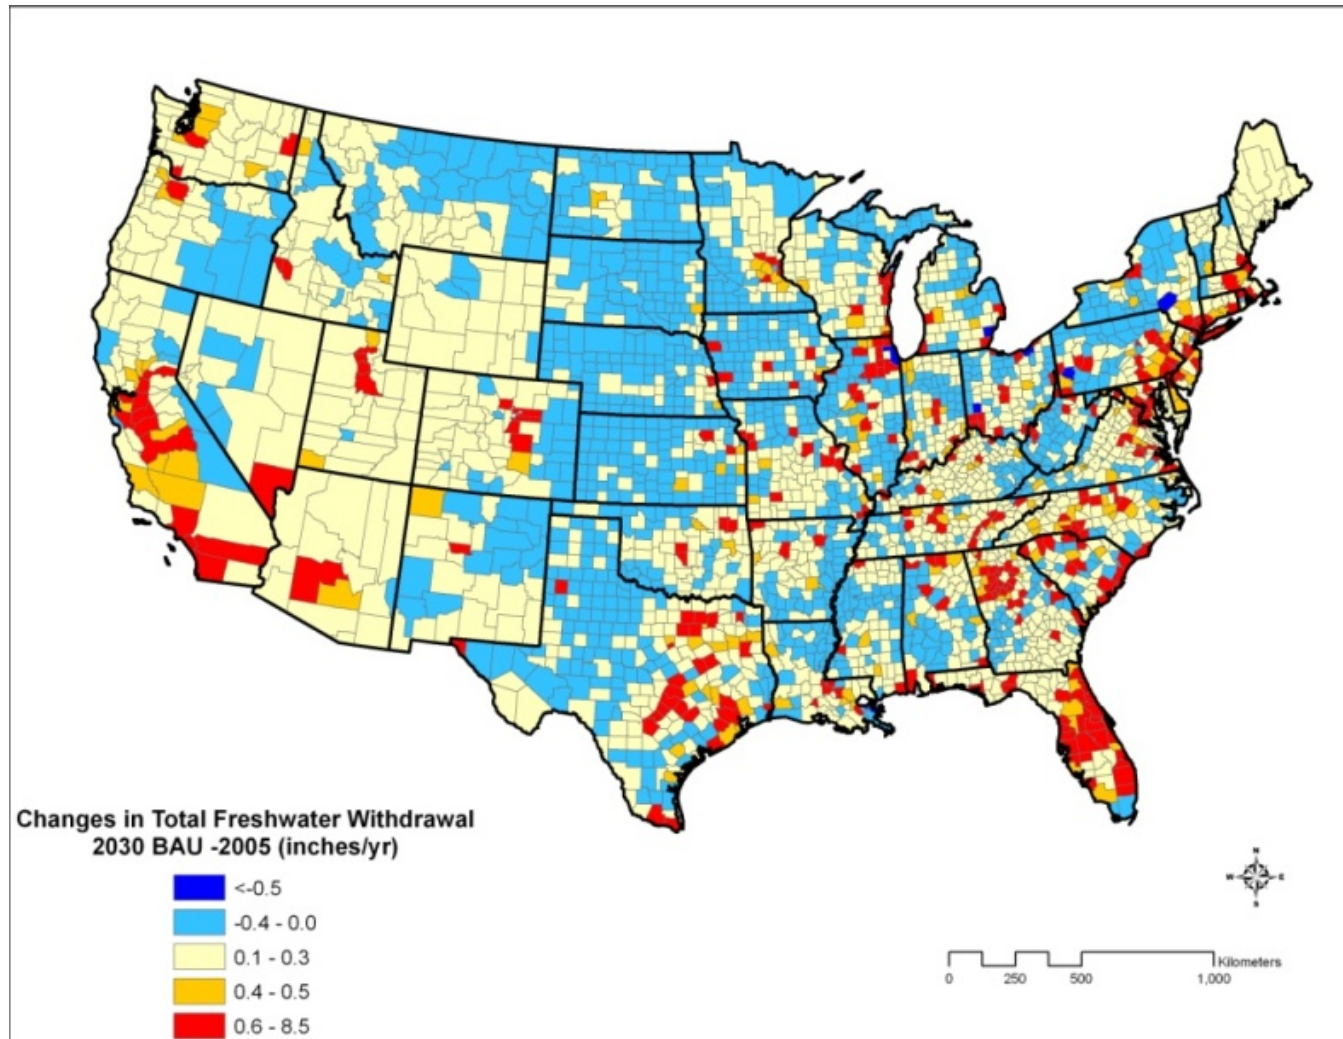 Changes in Total Freshwater Withdrawal
2030 BAU -2005 (inches/yr)
<-0.5
-0.4 - 0.0
0.1 - 0.3
0.4 - 0.5
0.6 - 8.5
N
W E
S
Kilometers
0 250 500 1,000